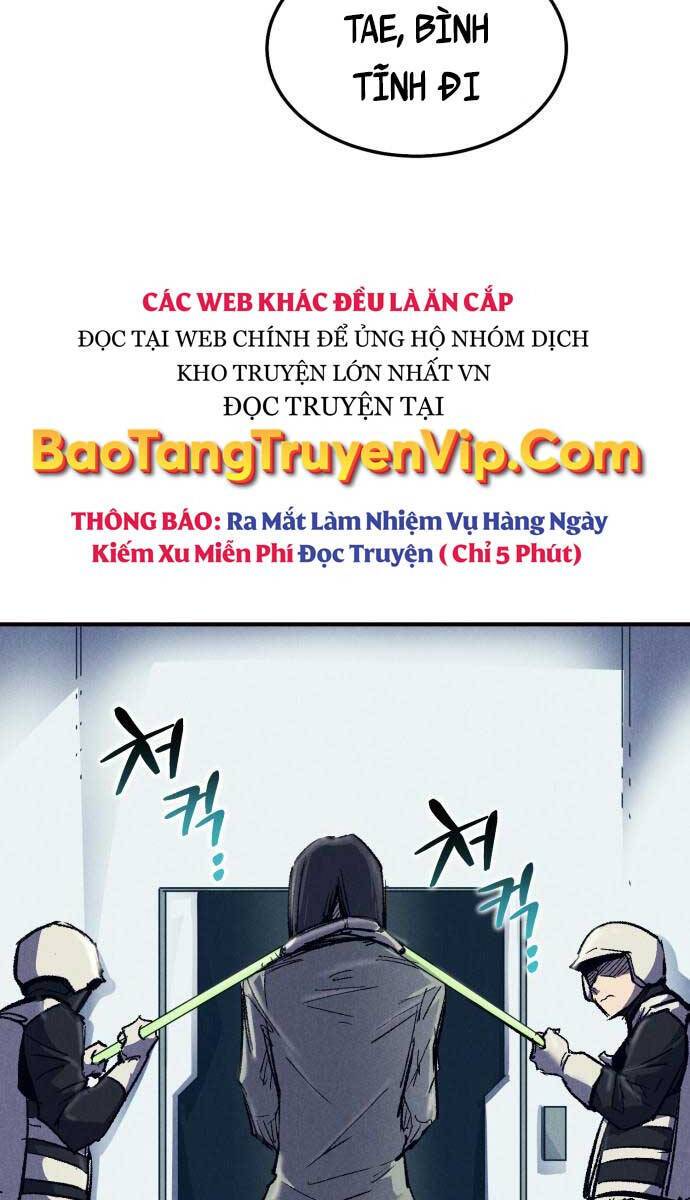 TAE, BÌNH
TĨNH ĐI
CÁC WEB KHÁC ĐỀU LÀ ĂN CẮP
ĐỌC TẠI WEB CHÍNH ĐỂ ỦNG HỘ NHÓM DỊCH
KHO TRUYỆN LỚN NHẤT VN
ĐỌC TRUYỆN TẠI
BaoTangTruyenVip.Com
THÔNG BÁO: Ra Mắt Làm Nhiệm Vụ Hàng Ngày
Kiếm Xu Miễn Phí Đọc Truyện ( Chỉ 5 Phút)
저
컥
저
컥